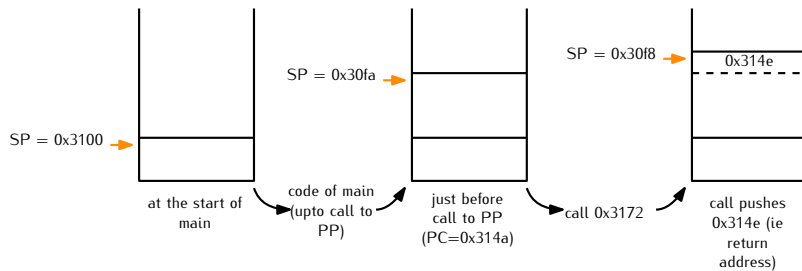 SP = 0x3100
at the start of
main
code of main
(upto call to
PP)
SP = 0x30fa
just before
call to PP
(PC=0x314a)
call 0x3172
SP = 0x30f8
0x314e
call pushes
0x314e (ie
return
address)